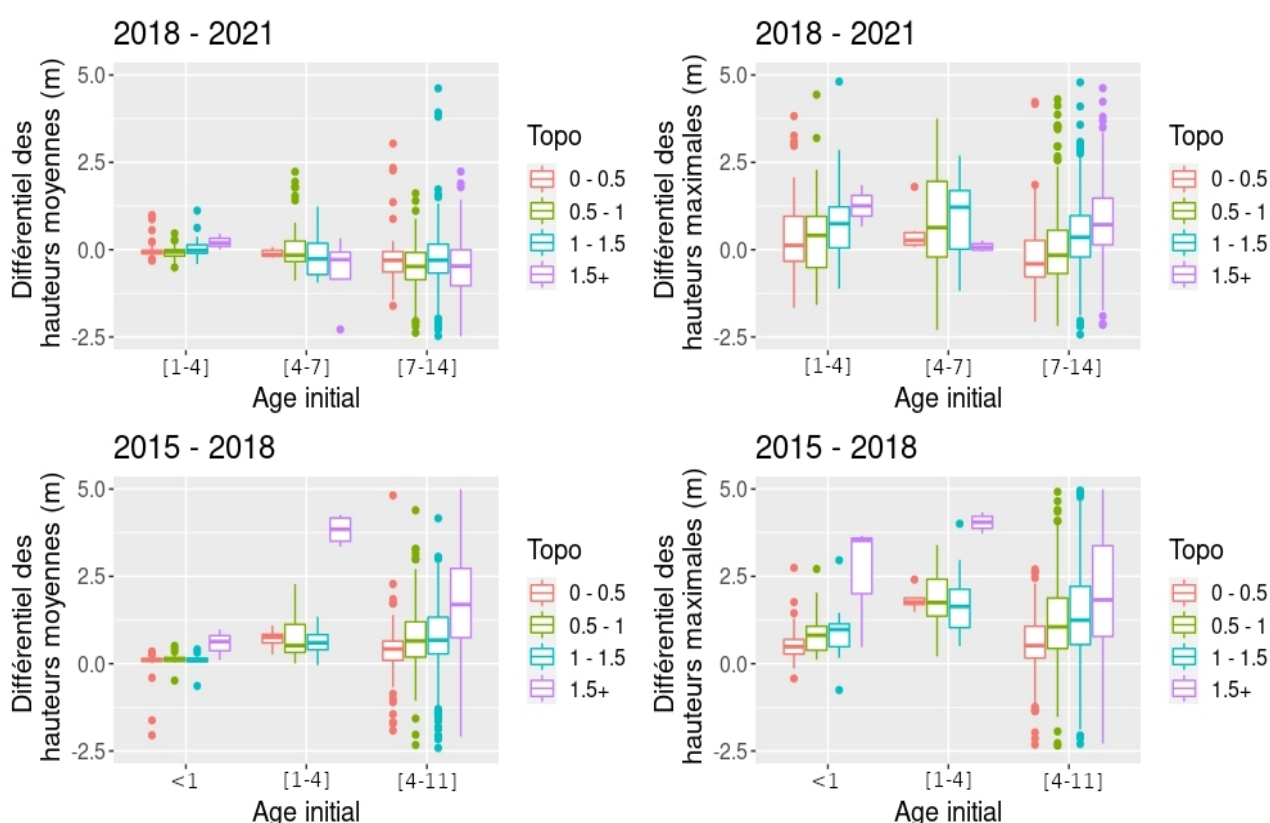 2018 - 2021
Différentiel des
hauteurs moyennes (m)
5.0
2.5
0.0
-2.5
[1-4] [4-7] [7-14]
Age initial
Topo
0 - 0.5
0.5 - 1
1 - 1.5
1.5+
2018 - 2021
Différentiel des
hauteurs maximales (m)
5.0
2.5
0.0
-2.5
[1-4] [4-7] [7-14]
Age initial
Topo
0 - 0.5
0.5 - 1
1 - 1.5
1.5+
2015 - 2018
Différentiel des
hauteurs moyennes (m)
5.0
2.5
0.0
-2.5
<1 [1-4] [4-11]
Age initial
Topo
0 - 0.5
0.5 - 1
1 - 1.5
1.5+
2015 - 2018
Différentiel des
hauteurs maximales (m)
5.0
2.5
0.0
-2.5
<1 [1-4] [4-11]
Age initial
Topo
0 - 0.5
0.5 - 1
1 - 1.5
1.5+